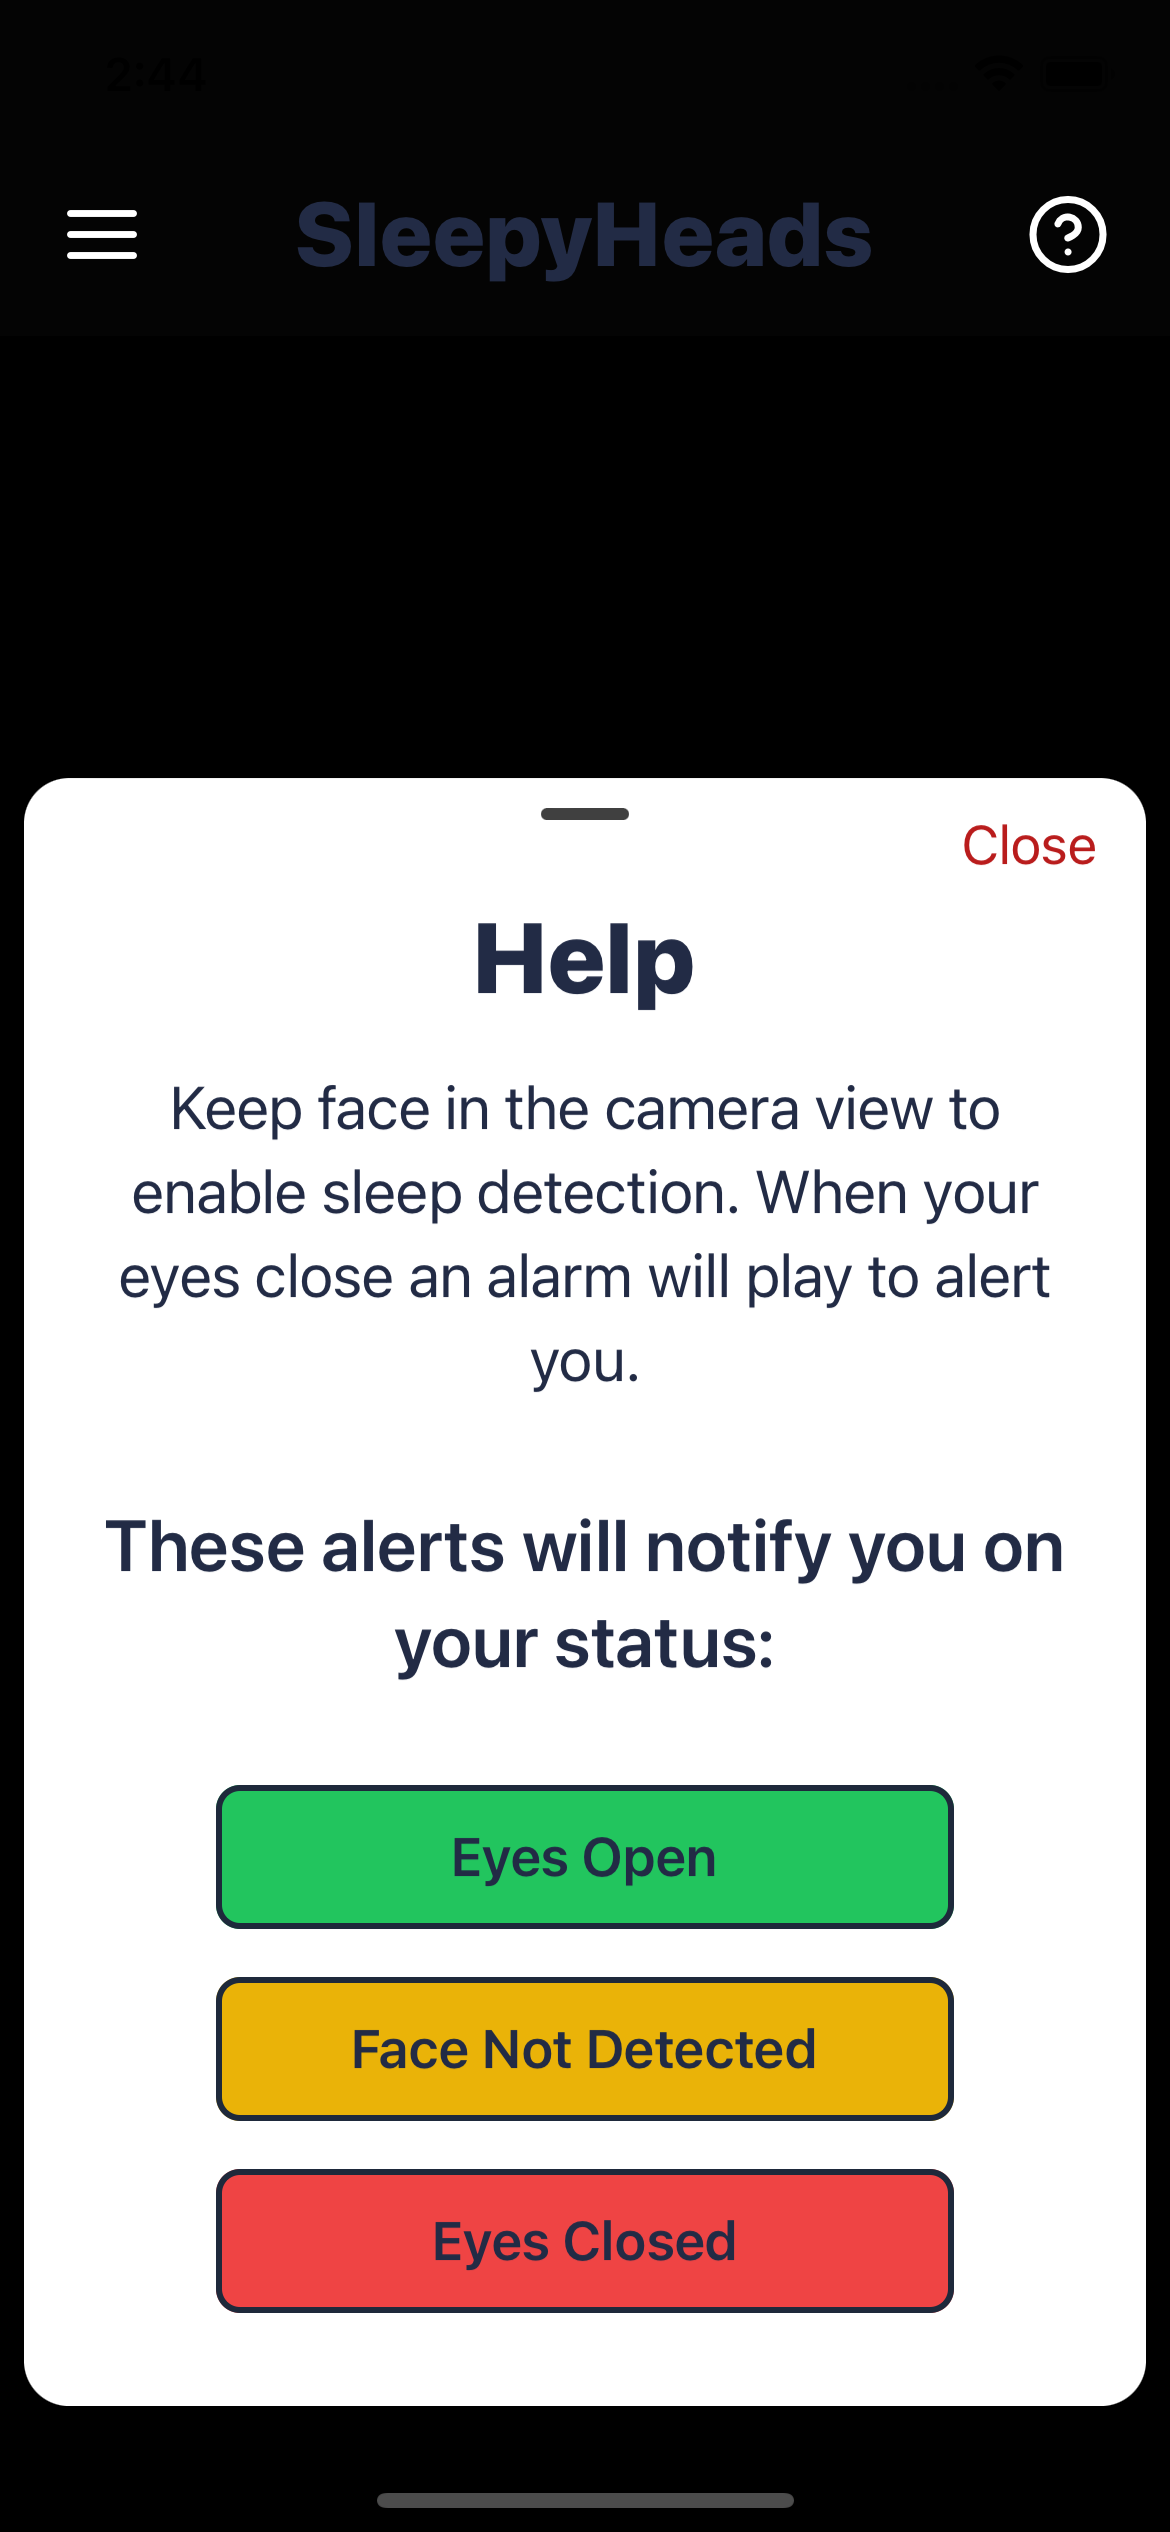 2:44
SleepyHeads
Close
Help
Keep face in the camera view to
enable sleep detection. When your
eyes close an alarm will play to alert
you.
These alerts will notify you on
your status:
Eyes Open
Face Not Detected
Eyes Closed